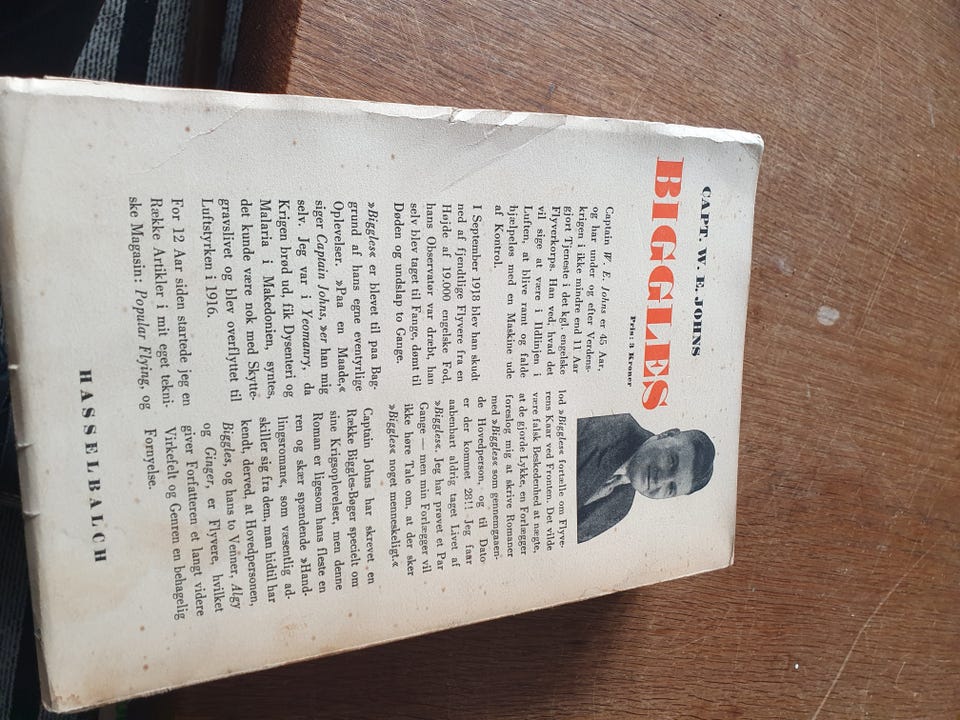 CAPT. W. E. JOHNS
BIGGLES
Pris: 3 Kroner
Captain W. E. Johns er 45 Aar,
og har under og efter Verdens-
krigen i ikke mindre end 11 Aar
gjort Tjeneste i det kgl. engelske
Flyverkorps. Han ved, hvad det
vil sige at være i Ildlinjen i
Luften, at blive ramt og falde
hjælpeløs med en Maskine ude
af Kontrol.
I September 1918 blev han skudt
ned af fjendtlige Flyvere fra en
Højde af 19,000 engelske Fod,
hans Observatør var dræbt, han
selv blev taget til Fange, dømt til
Døden og undslap to Gange.
»Biggles« er blevet til paa Bag-
grund af hans egne eventyrlige
Oplevelser. »Paa en Maade,«
siger Captain Johns, »er han mig
selv. Jeg var i Yeomanry, da
Krigen brød ud, fik Dysenteri og
Malaria i Makedonien, syntes,
det kunde være nok med Skytte-
gravslivet og blev overflyttet til
Luftstyrken i 1916.
For 12 Aar siden startede jeg en
Række Artikler i mit eget tekni-
ske Magasin: Popular Flying, og
lod »Biggles« fortælle om Flyve-
rens Kaar ved Fronten. Det vilde
være falsk Beskedenhed at nægte,
at de gjorde Lykke, en Forlægger
foreslog mig at skrive Romaner
med »Biggles« som gennemgaaen-
de Hovedperson, og til Dato
er der kommet 28!! Jeg faar
aabenbart aldrig taget Livet af
»Biggles«. Jeg har prøvet et Par
Gange — men min Forlægger vil
ikke høre Tale om, at der sker
»Biggles« noget menneskeligt.«
Captain Johns har skrevet en
Række Biggles-Bøger specielt om
sine Krigsoplevelser, men denne
Roman er ligesom hans fleste en
ren og skær spændende »Hand-
lingsroman«, som væsentlig ad-
skiller sig fra dem, man hidtil har
kendt, derved, at Hovedpersonen,
Biggles, og hans to Venner, Algy
og Ginger, er Flyvere, hvilket
giver Forfatteren et langt videre
Virkefelt og Genren en behagelig
Fornyelse.
HASSELBALCH